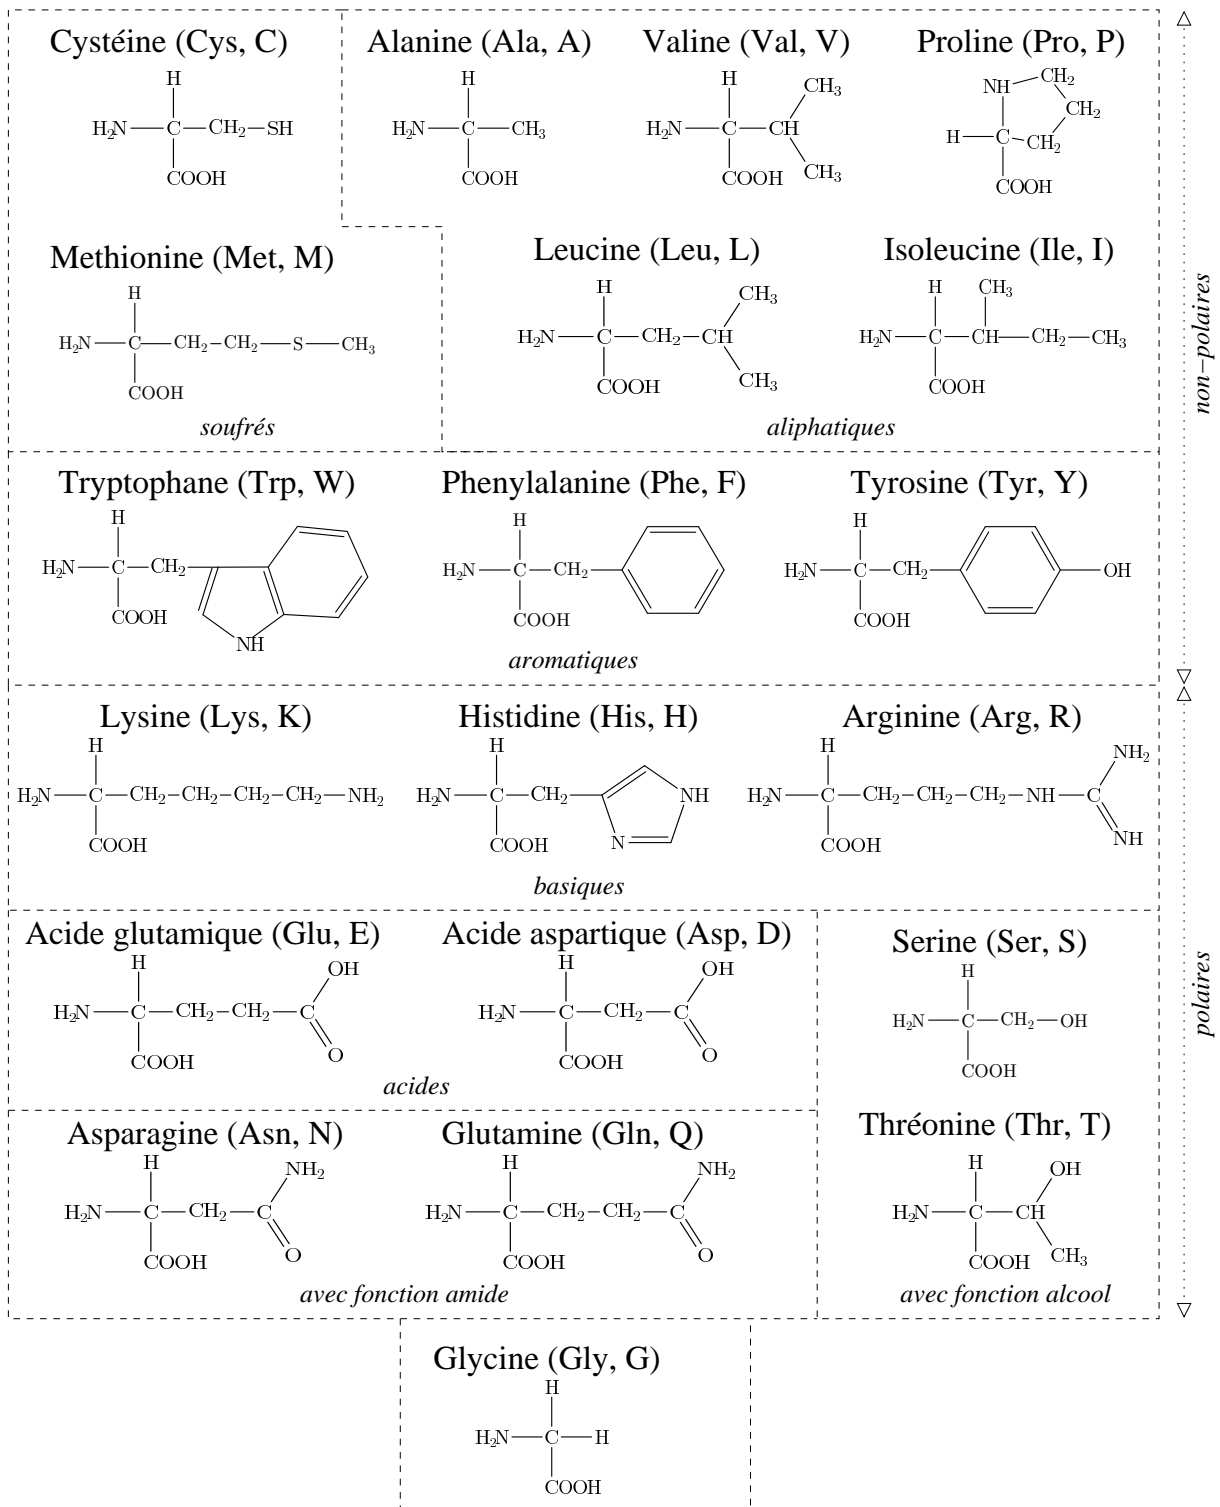 Cystéine (Cys, C)
H
H₂N C CH₂ SH
COOH
Alanine (Ala, A)
H
H₂N C CH₃
COOH
Valine (Val, V)
H CH₃
H₂N C CH
COOH CH₃
Proline (Pro, P)
NH CH₂
CH₂
H C CH₂
COOH
Methionine (Met, M)
H
H₂N C CH₂ CH₂ S CH₃
COOH
soufrés
Leucine (Leu, L)
H CH₃
H₂N C CH₂ CH
COOH CH₃
Isoleucine (Ile, I)
H CH₃
H₂N C CH CH₂ CH₃
COOH
aliphatiques
non−polaires
Tryptophane (Trp, W)
H
H₂N C CH₂
COOH
NH
Phenylalanine (Phe, F)
H
H₂N C CH₂
COOH
Tyrosine (Tyr, Y)
H
H₂N C CH₂ OH
COOH
aromatiques
Lysine (Lys, K)
H
H₂N C CH₂ CH₂ CH₂ CH₂ NH₂
COOH
Histidine (His, H)
H
H₂N C CH₂ NH
COOH N
Arginine (Arg, R)
H NH₂
H₂N C CH₂ CH₂ CH₂ NH C
COOH NH
basiques
Acide glutamique (Glu, E)
H OH
H₂N C CH₂ CH₂ C
COOH O
Acide aspartique (Asp, D)
H OH
H₂N C CH₂ C
COOH O
acides
Serine (Ser, S)
H
H₂N C CH₂ OH
COOH
polaires
Asparagine (Asn, N)
H NH₂
H₂N C CH₂ C
COOH O
Glutamine (Gln, Q)
H NH₂
H₂N C CH₂ CH₂ C
COOH O
avec fonction amide
Thréonine (Thr, T)
H OH
H₂N C CH
COOH CH₃
avec fonction alcool
Glycine (Gly, G)
H
H₂N C H
COOH